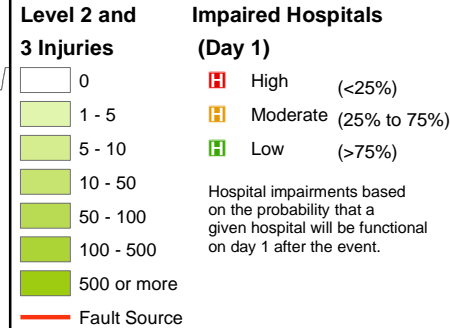 Level 2 and
3 Injuries
0
1 - 5
5 - 10
10 - 50
50 - 100
100 - 500
500 or more
Fault Source
Impaired Hospitals
(Day 1)
H High (<25%)
H Moderate (25% to 75%)
H Low (>75%)
Hospital impairments based
on the probability that a
given hospital will be functional
on day 1 after the event.